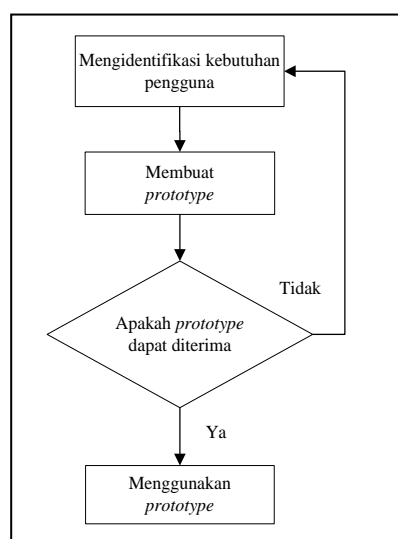 Mengidentifikasi kebutuhan
pengguna
Membuat
prototype
Tidak
Apakah prototype
dapat diterima
Ya
Menggunakan
prototype